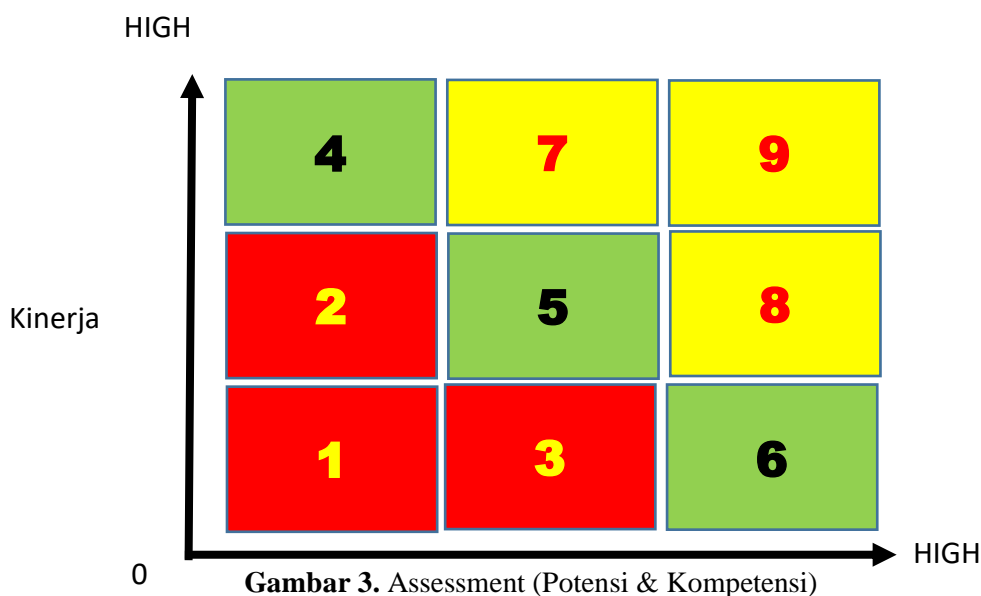 HIGH
4 7 9
Kinerja
2 5 8
1 3 6
HIGH
0
Gambar 3. Assessment (Potensi & Kompetensi)